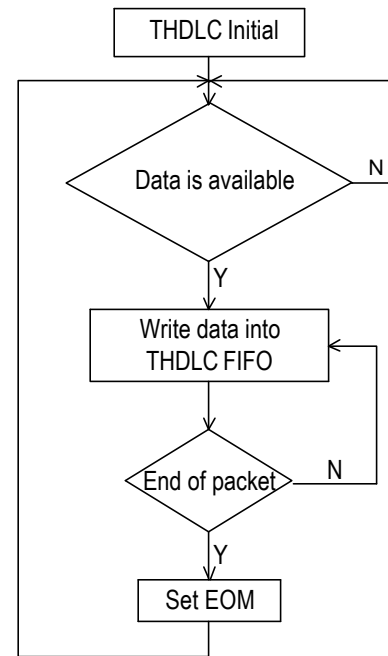 THDLC Initial
Data is available
N
Y
Write data into
THDLC FIFO
End of packet
N
Y
Set EOM